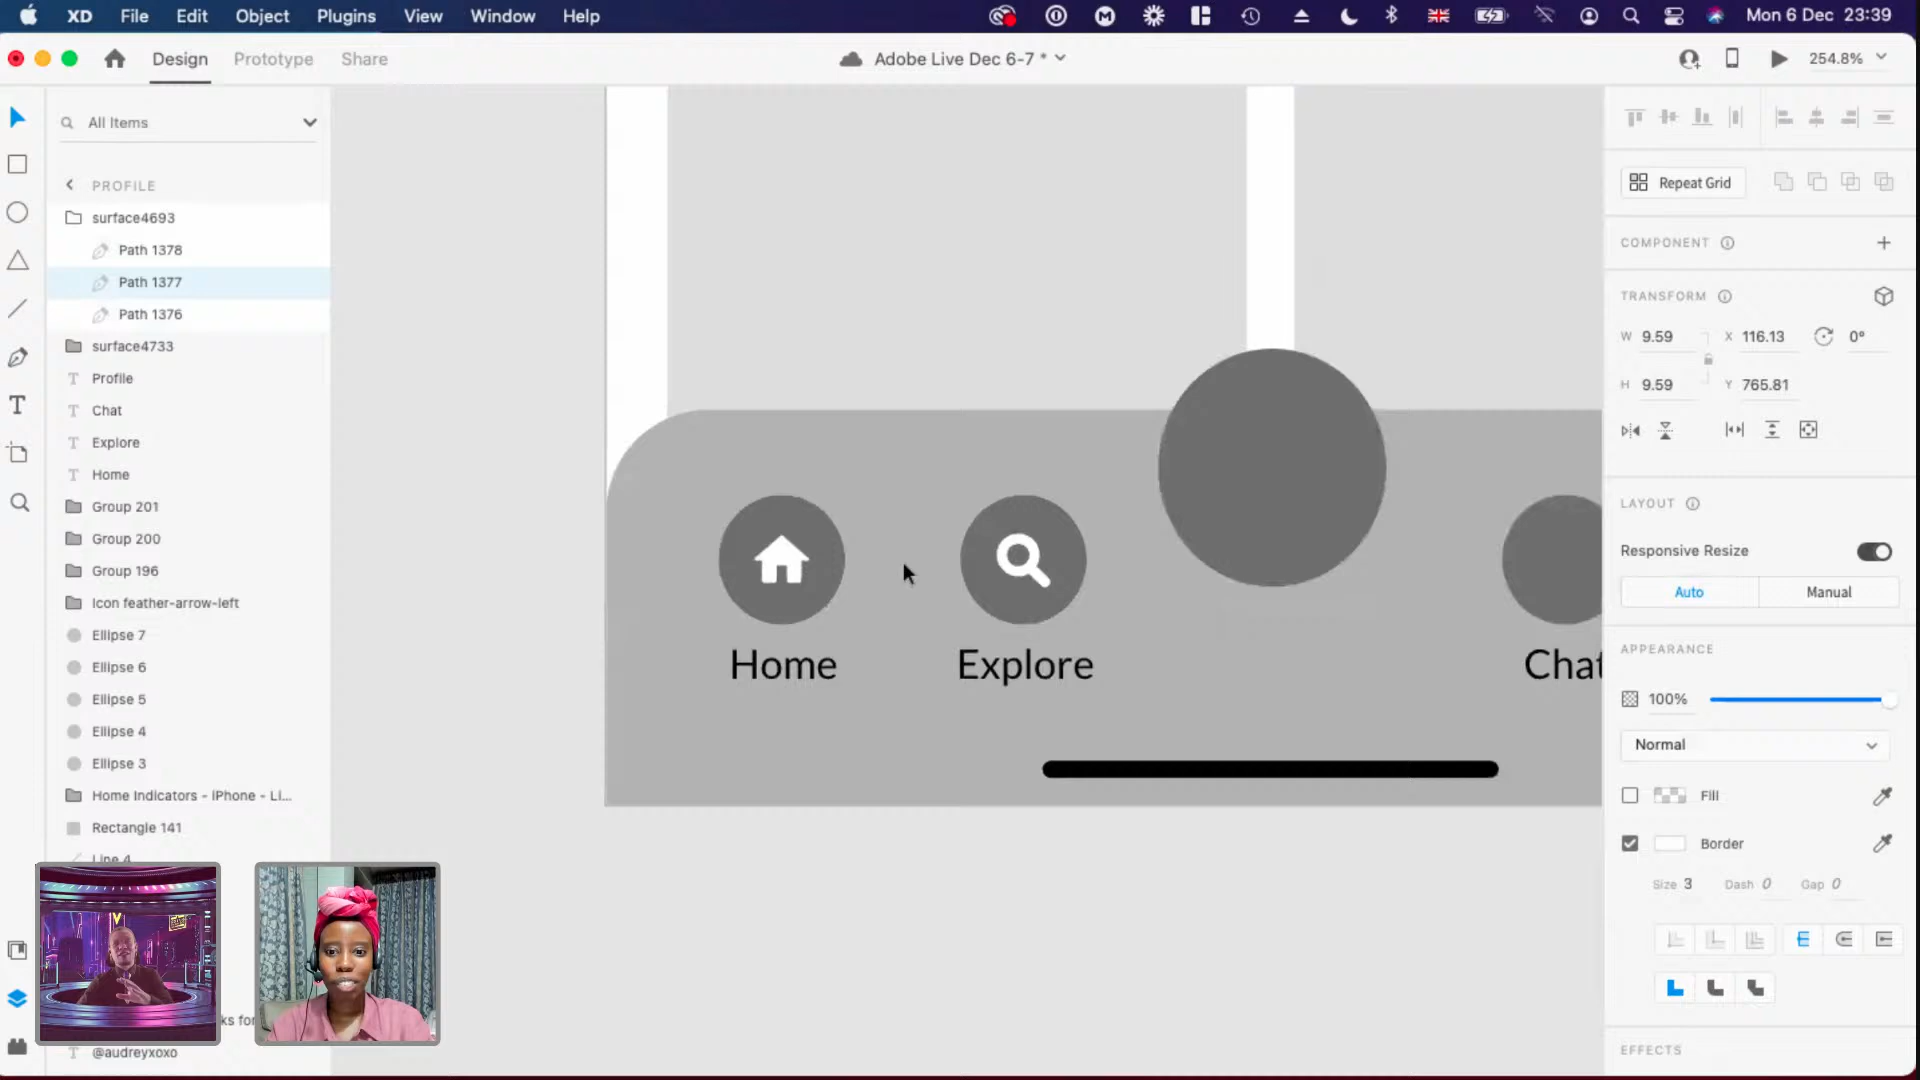 XD File Edit Object Plugins View Window Help Mon 6 Dec 23:39
Design Prototype Share Adobe Live Dec 6-7 * 254.8%
All Items
PROFILE
surface4693
Path 1378
Path 1377
Path 1376
surface4733
Profile
Chat
Explore
Home
Group 201
Group 200
Group 196
Icon feather-arrow-left
Ellipse 7
Ellipse 6
Ellipse 5
Ellipse 4
Ellipse 3
Home Indicators - iPhone - Li...
Rectangle 141
Line 4
ks for
@audreyxoxo
Home Explore Chat
Repeat Grid
COMPONENT
TRANSFORM
W 9.59 X 116.13 0°
H 9.59 Y 765.81
LAYOUT
Responsive Resize
Auto Manual
APPEARANCE
100%
Normal
Fill
Border
Size 3 Dash 0 Gap 0
EFFECTS